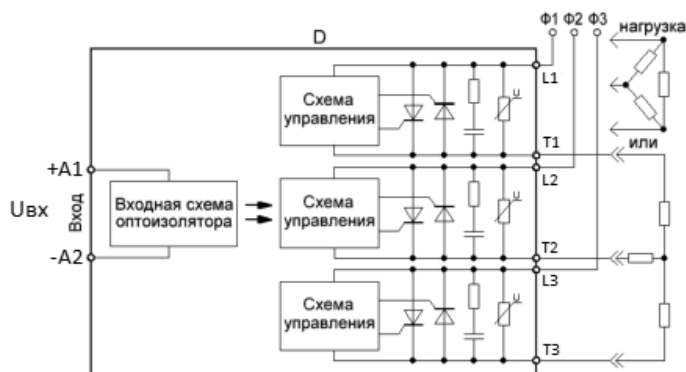 Ф1 Ф2 Ф3
нагрузка
D
L1
Схема
управления
u
T1
или
+A1
L2
Uвх
Вход
Входная схема
оптоизолятора
Схема
управления
u
-A2
T2
L3
Схема
управления
u
T3